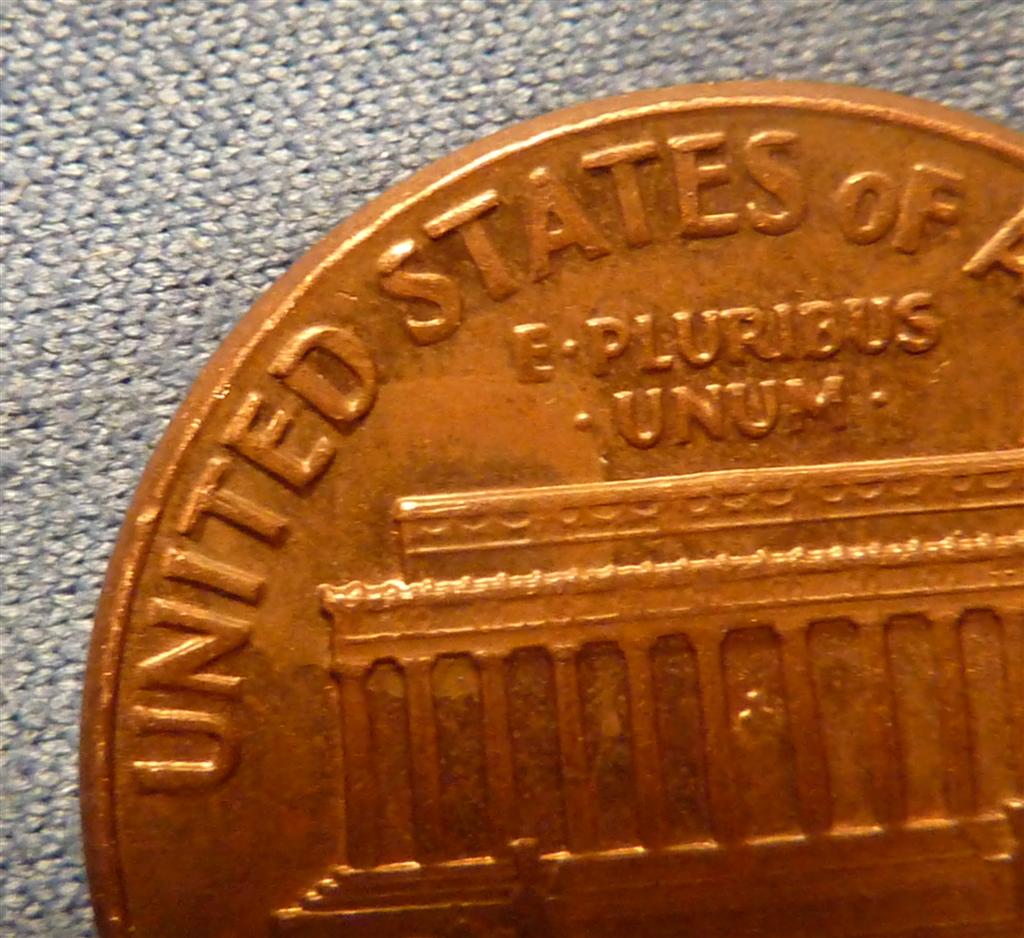 UNITED STATES OF A
E·PLURIBUS
·UNUM·